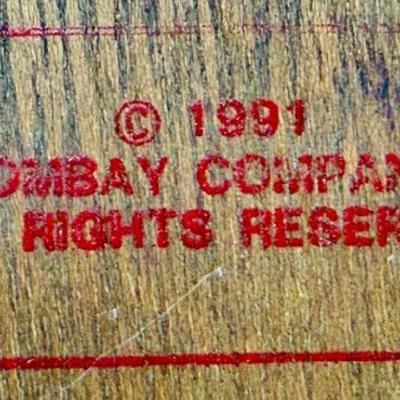 © 1991
OMBAY COMPAN
RIGHTS RESER